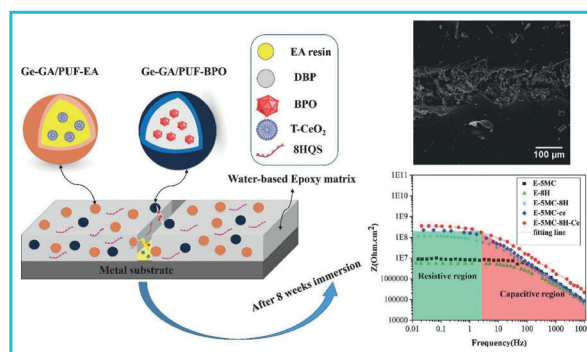 Ge-GA/PUF-EA
Ge-GA/PUF-BPO
EA resin
DBP
BPO
T-CeO₂
8HQS
Water-based Epoxy matrix
Metal substrate
After 8 weeks immersion
100 μm
Z(Ohm.cm²)
1E11
1E10
1E9
1E8
1E7
1000000
100000
10000
E-5MC
E-8H
E-5MC-8H
E-5MC-ce
E-5MC-8H-Ce
fitting line
Resistive region
Capacitive region
0.01
0.1
1
10
100
1000
Frequency(Hz)